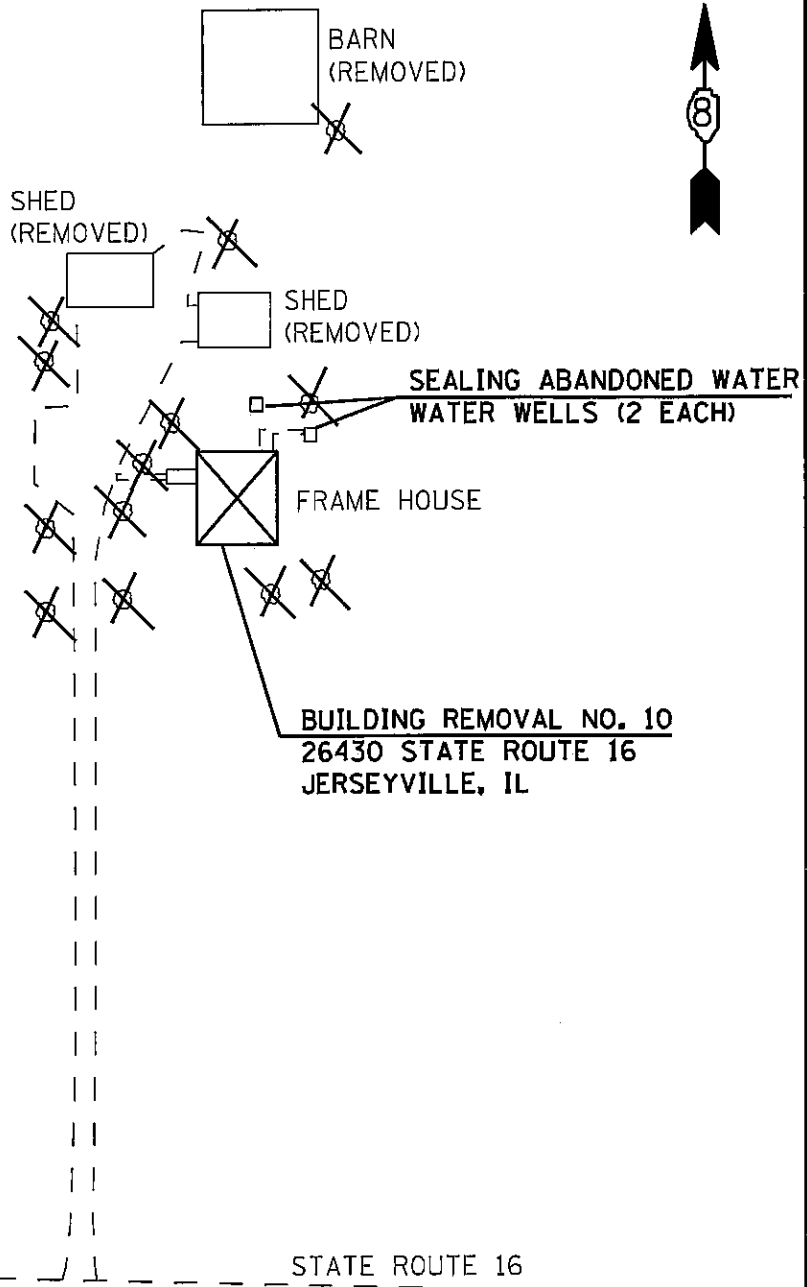 BARN
(REMOVED)
8
SHED
(REMOVED)
SHED
(REMOVED)
SEALING ABANDONED WATER
WATER WELLS (2 EACH)
FRAME HOUSE
BUILDING REMOVAL NO. 10
26430 STATE ROUTE 16
JERSEYVILLE, IL
STATE ROUTE 16